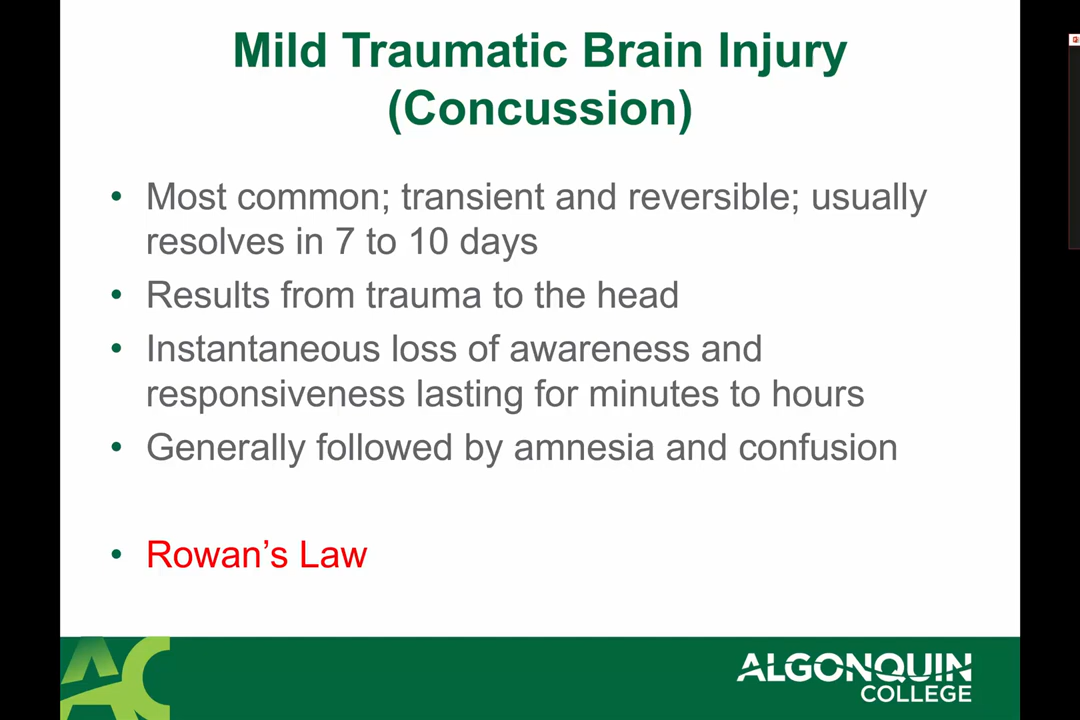 Mild Traumatic Brain Injury
(Concussion)
• Most common; transient and reversible; usually
resolves in 7 to 10 days
• Results from trauma to the head
• Instantaneous loss of awareness and
responsiveness lasting for minutes to hours
• Generally followed by amnesia and confusion
• Rowan’s Law
AC
ALGONQUIN
COLLEGE